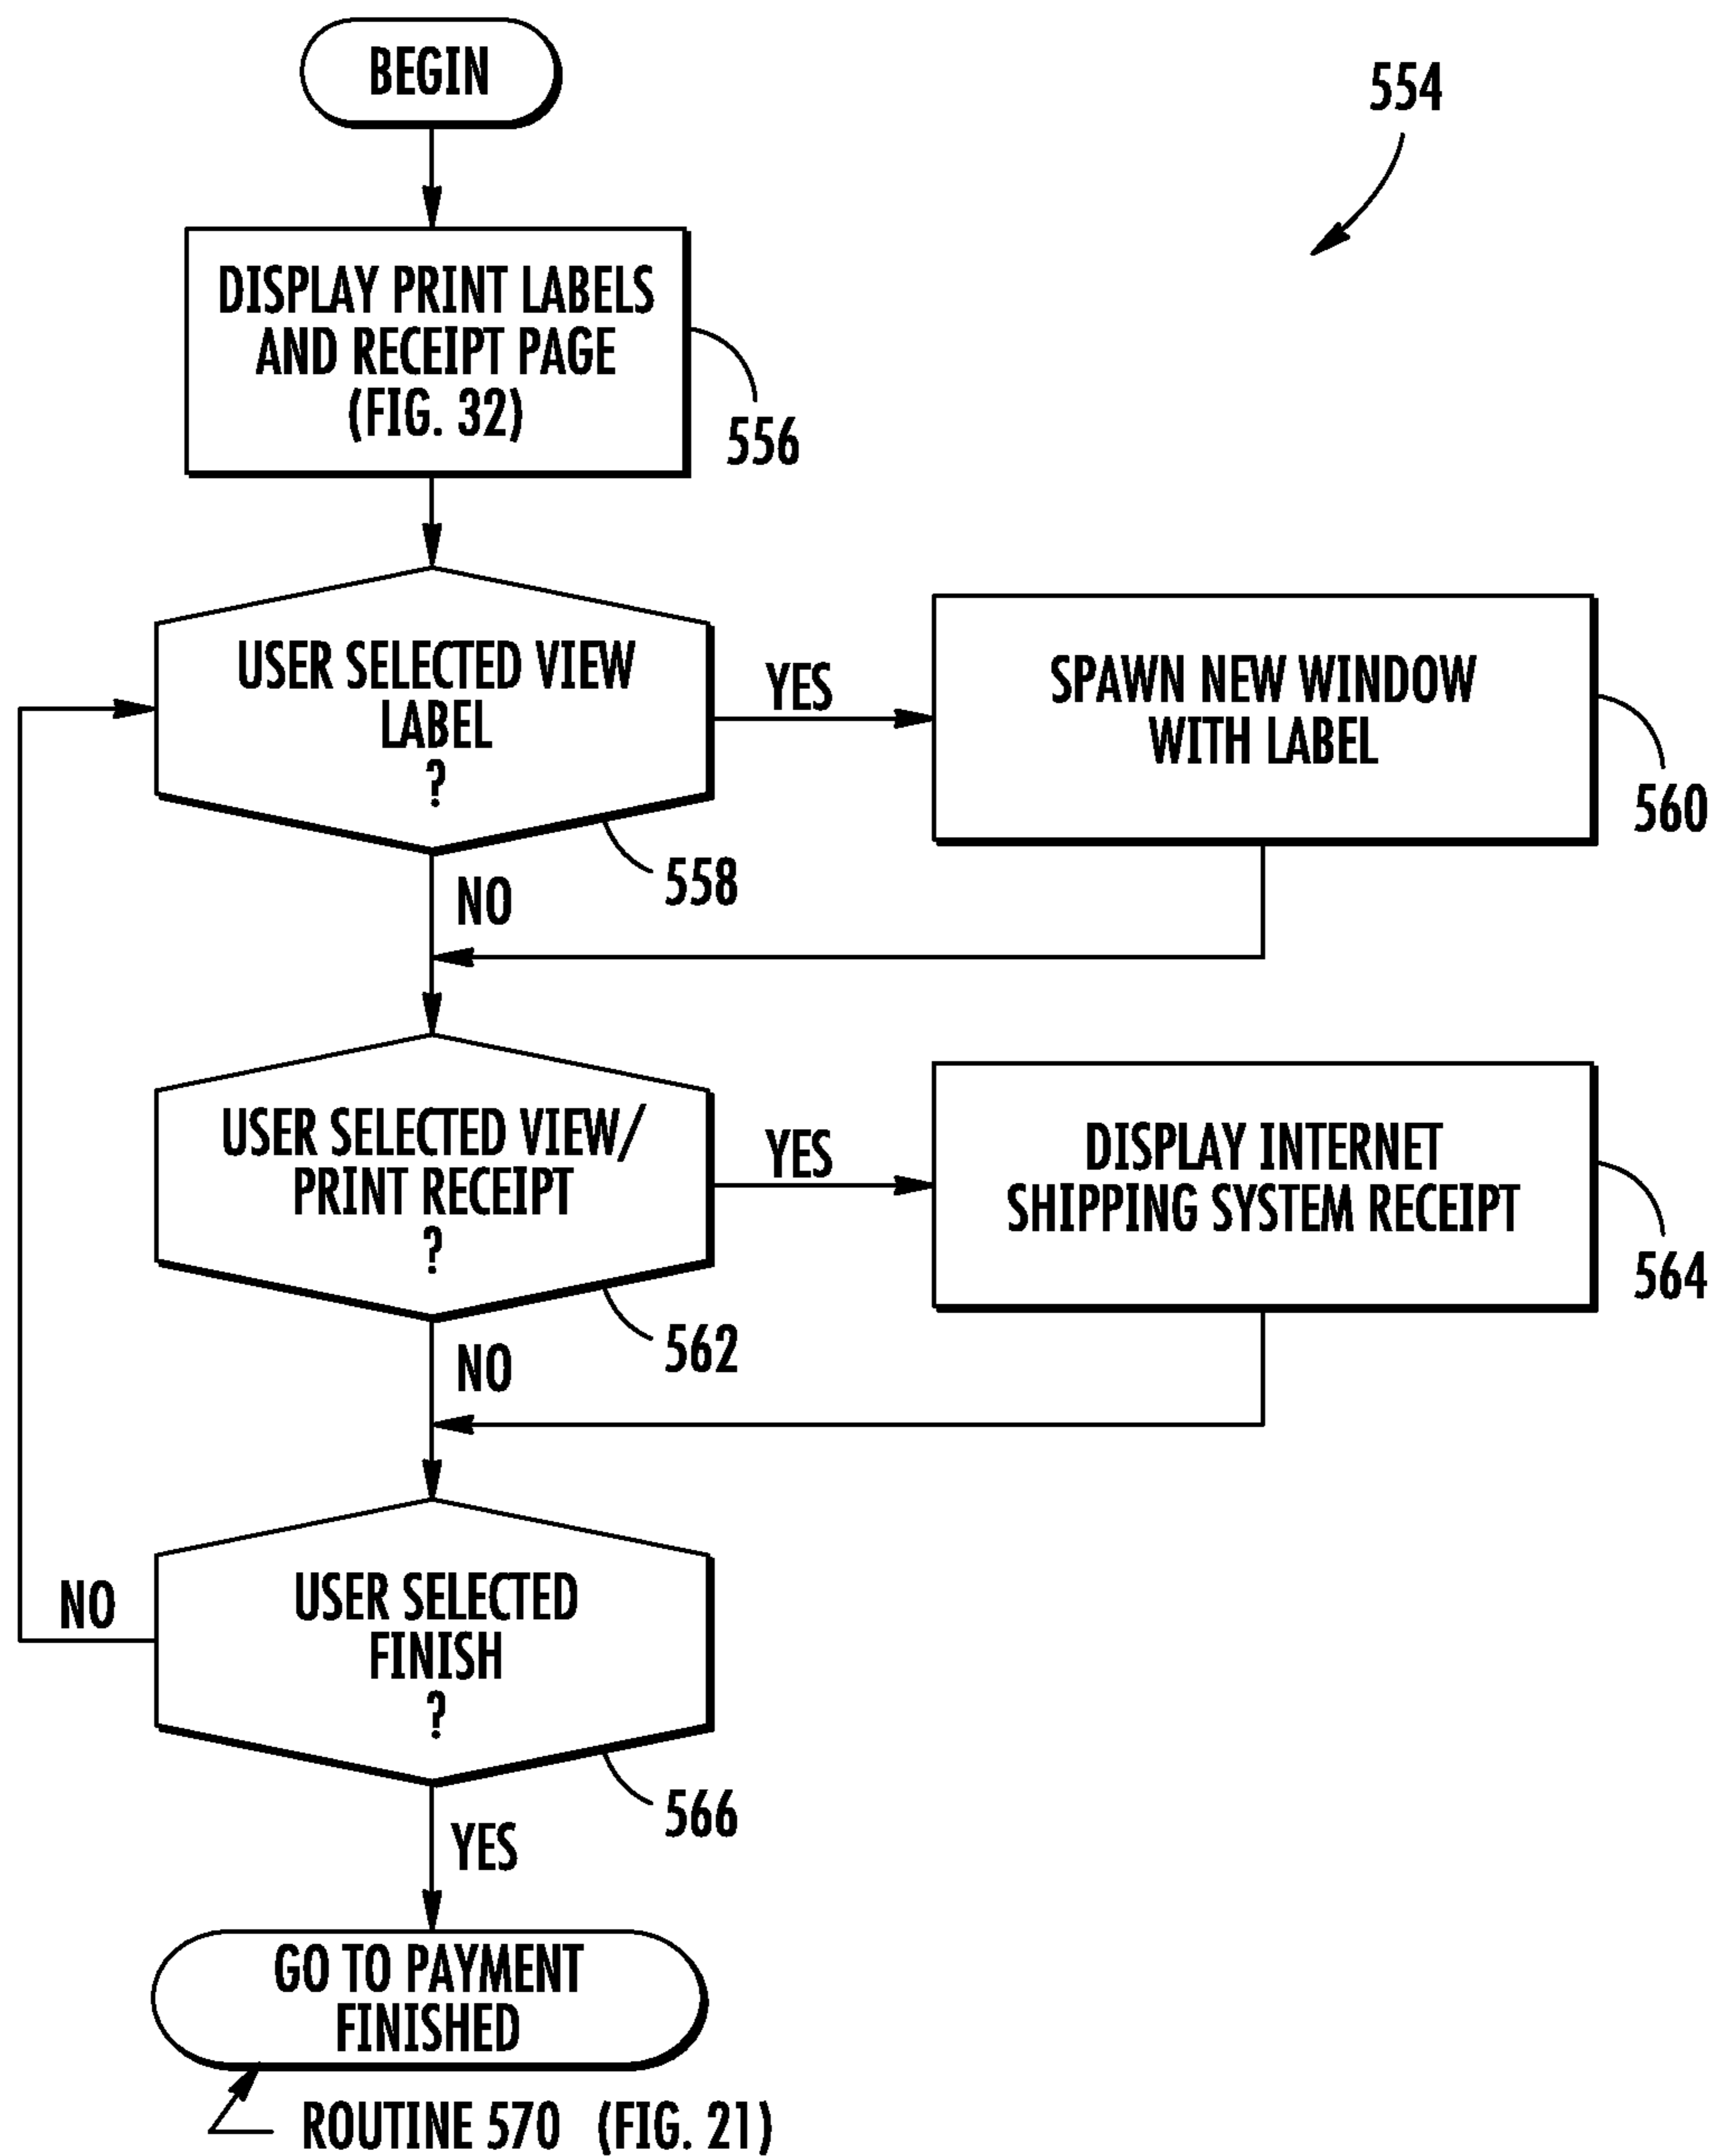 BEGIN
554
DISPLAY PRINT LABELS
AND RECEIPT PAGE
(FIG. 32)
556
USER SELECTED VIEW
LABEL
?
558
YES
SPAWN NEW WINDOW
WITH LABEL
560
NO
USER SELECTED VIEW/
PRINT RECEIPT
?
562
YES
DISPLAY INTERNET
SHIPPING SYSTEM RECEIPT
564
NO
USER SELECTED
FINISH
?
566
NO
YES
GO TO PAYMENT
FINISHED
ROUTINE 570 (FIG. 21)